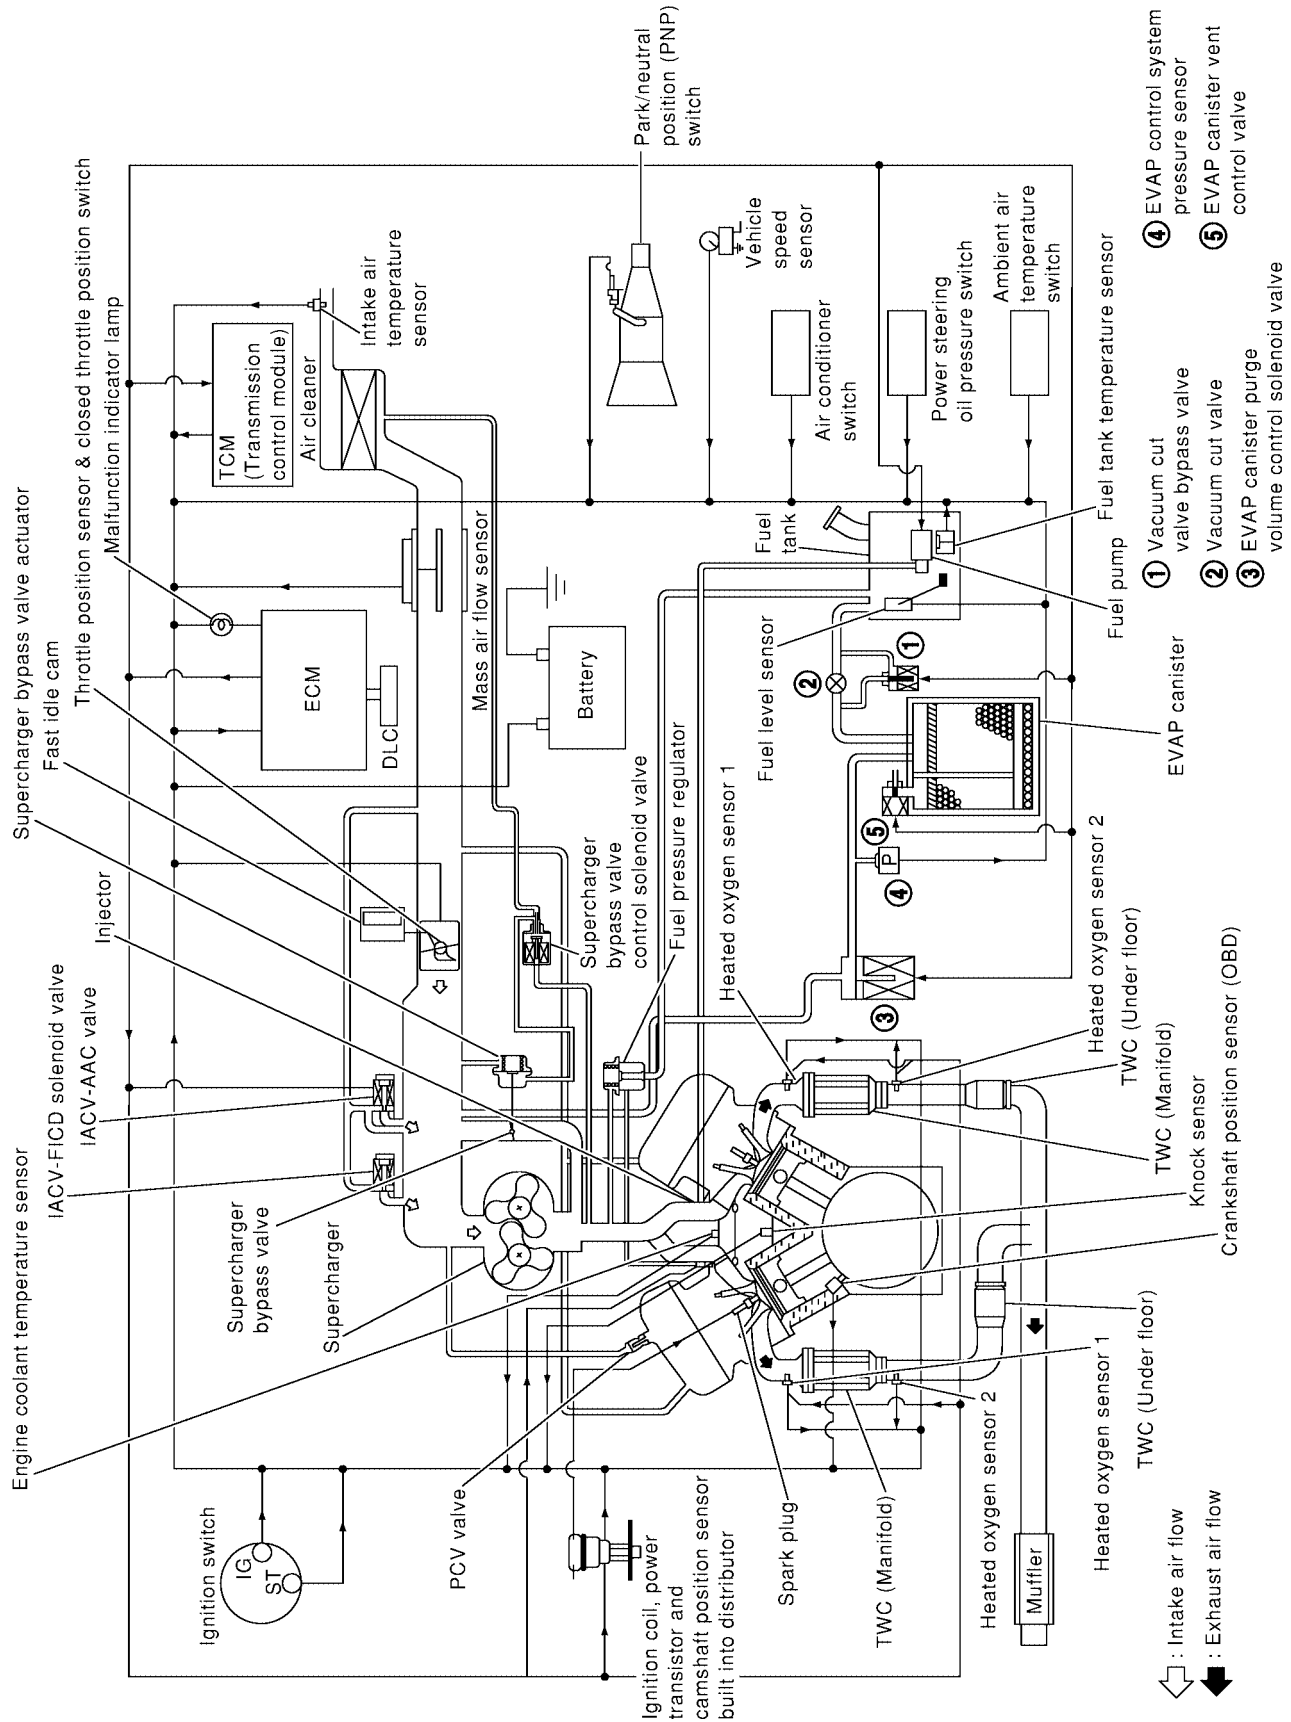 Engine coolant temperature sensor
IACV-FICD solenoid valve
IACV-AAC valve
Injector
Supercharger bypass valve actuator
Fast idle cam
Throttle position sensor & closed throttle position switch
Malfunction indicator lamp
Ignition switch
IG
ST
ECM
DLC
TCM
(Transmission
control module)
Air cleaner
Intake air
temperature
sensor
Mass air flow sensor
Battery
Supercharger
bypass valve
Supercharger
Supercharger
bypass valve
control solenoid valve
Fuel pressure regulator
Heated oxygen sensor 1
Park/neutral
position (PNP)
switch
Vehicle
speed
sensor
Air conditioner
switch
Power steering
oil pressure switch
Ambient air
temperature
switch
Fuel
tank
Fuel level sensor
Fuel tank temperature sensor
Fuel pump
EVAP canister
1
2
3
4
5
P
PCV valve
Ignition coil, power
transistor and
camshaft position sensor
built into distributor
Spark plug
TWC (Manifold)
Heated oxygen sensor 2
Heated oxygen sensor 1
TWC (Under floor)
Muffler
Heated oxygen sensor 2
TWC (Under floor)
TWC (Manifold)
Knock sensor
Crankshaft position sensor (OBD)
: Intake air flow
: Exhaust air flow
1 Vacuum cut
valve bypass valve
2 Vacuum cut valve
3 EVAP canister purge
volume control solenoid valve
4 EVAP control system
pressure sensor
5 EVAP canister vent
control valve